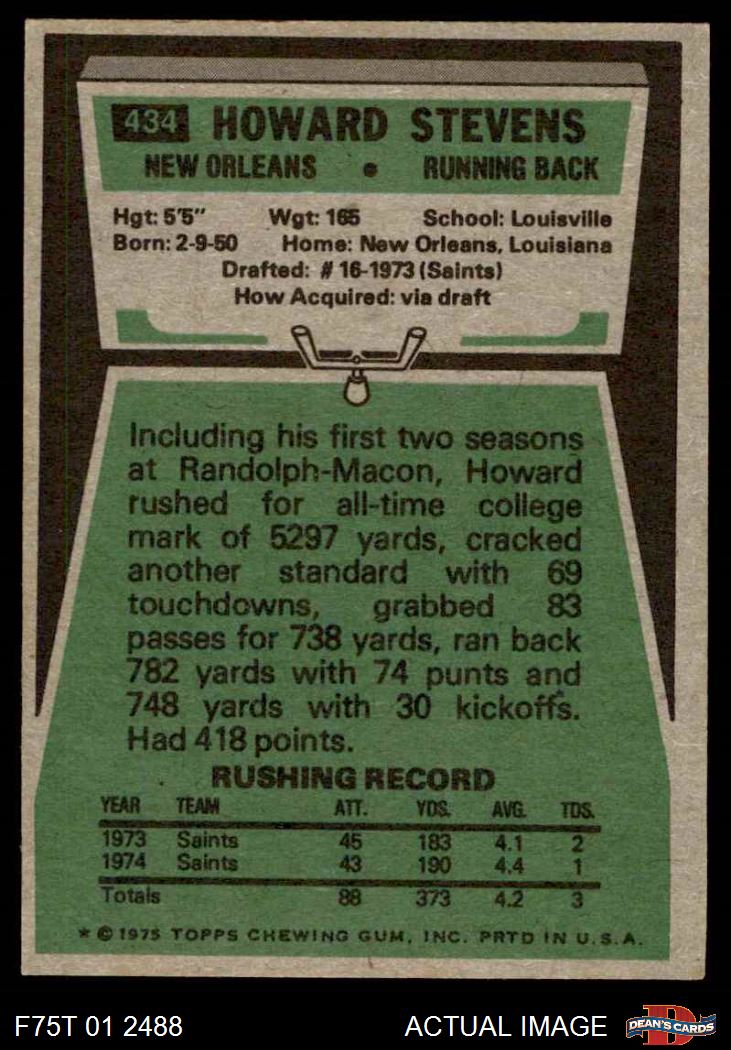 434 HOWARD STEVENS
NEW ORLEANS • RUNNING BACK
Hgt: 5'5" Wgt: 165 School: Louisville
Born: 2-9-50 Home: New Orleans, Louisiana
Drafted: # 16-1973 (Saints)
How Acquired: via draft
Including his first two seasons
at Randolph-Macon, Howard
rushed for all-time college
mark of 5297 yards, cracked
another standard with 69
touchdowns, grabbed 83
passes for 738 yards, ran back
782 yards with 74 punts and
748 yards with 30 kickoffs.
Had 418 points.
RUSHING RECORD
YEAR TEAM ATT. YDS. AVG. TDS.
1973 Saints 45 183 4.1 2
1974 Saints 43 190 4.4 1
Totals 88 373 4.2 3
* © 1975 TOPPS CHEWING GUM, INC. PRTD IN U.S.A.
F75T 01 2488 ACTUAL IMAGE D DEAN'S CARDS